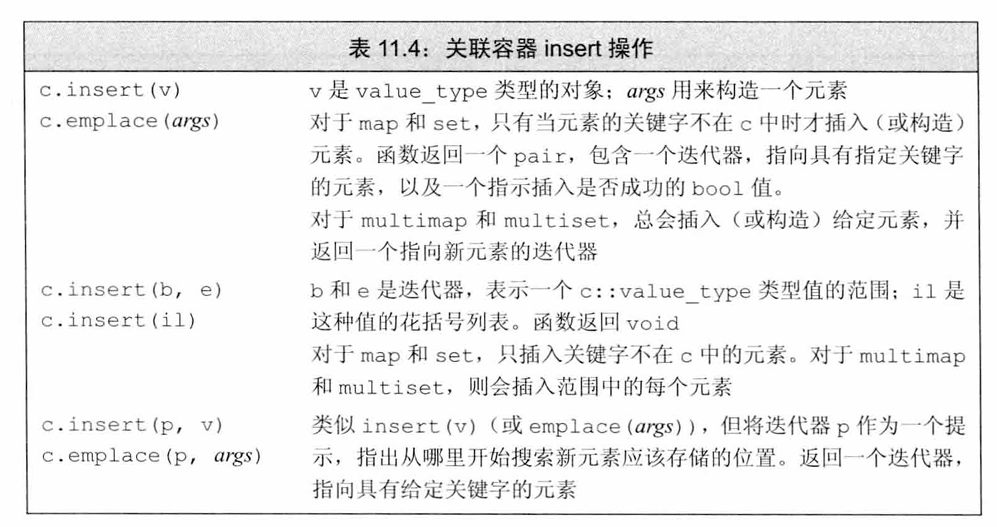 表 11.4：关联容器 insert 操作
c.insert(v) v 是 value_type 类型的对象；args 用来构造一个元素
c.emplace(args) 对于 map 和 set，只有当元素的关键字不在 c 中时才插入（或构造）
元素。函数返回一个 pair，包含一个迭代器，指向具有指定关键字
的元素，以及一个指示插入是否成功的 bool 值。
对于 multimap 和 multiset，总会插入（或构造）给定元素，并
返回一个指向新元素的迭代器
c.insert(b, e) b 和 e 是迭代器，表示一个 c::value_type 类型值的范围；il 是
c.insert(il) 这种值的花括号列表。函数返回 void
对于 map 和 set，只插入关键字不在 c 中的元素。对于 multimap
和 multiset，则会插入范围中的每个元素
c.insert(p, v) 类似 insert(v)（或 emplace(args)），但将迭代器 p 作为一个提
c.emplace(p, args) 示，指出从哪里开始搜索新元素应该存储的位置。返回一个迭代器，
指向具有给定关键字的元素